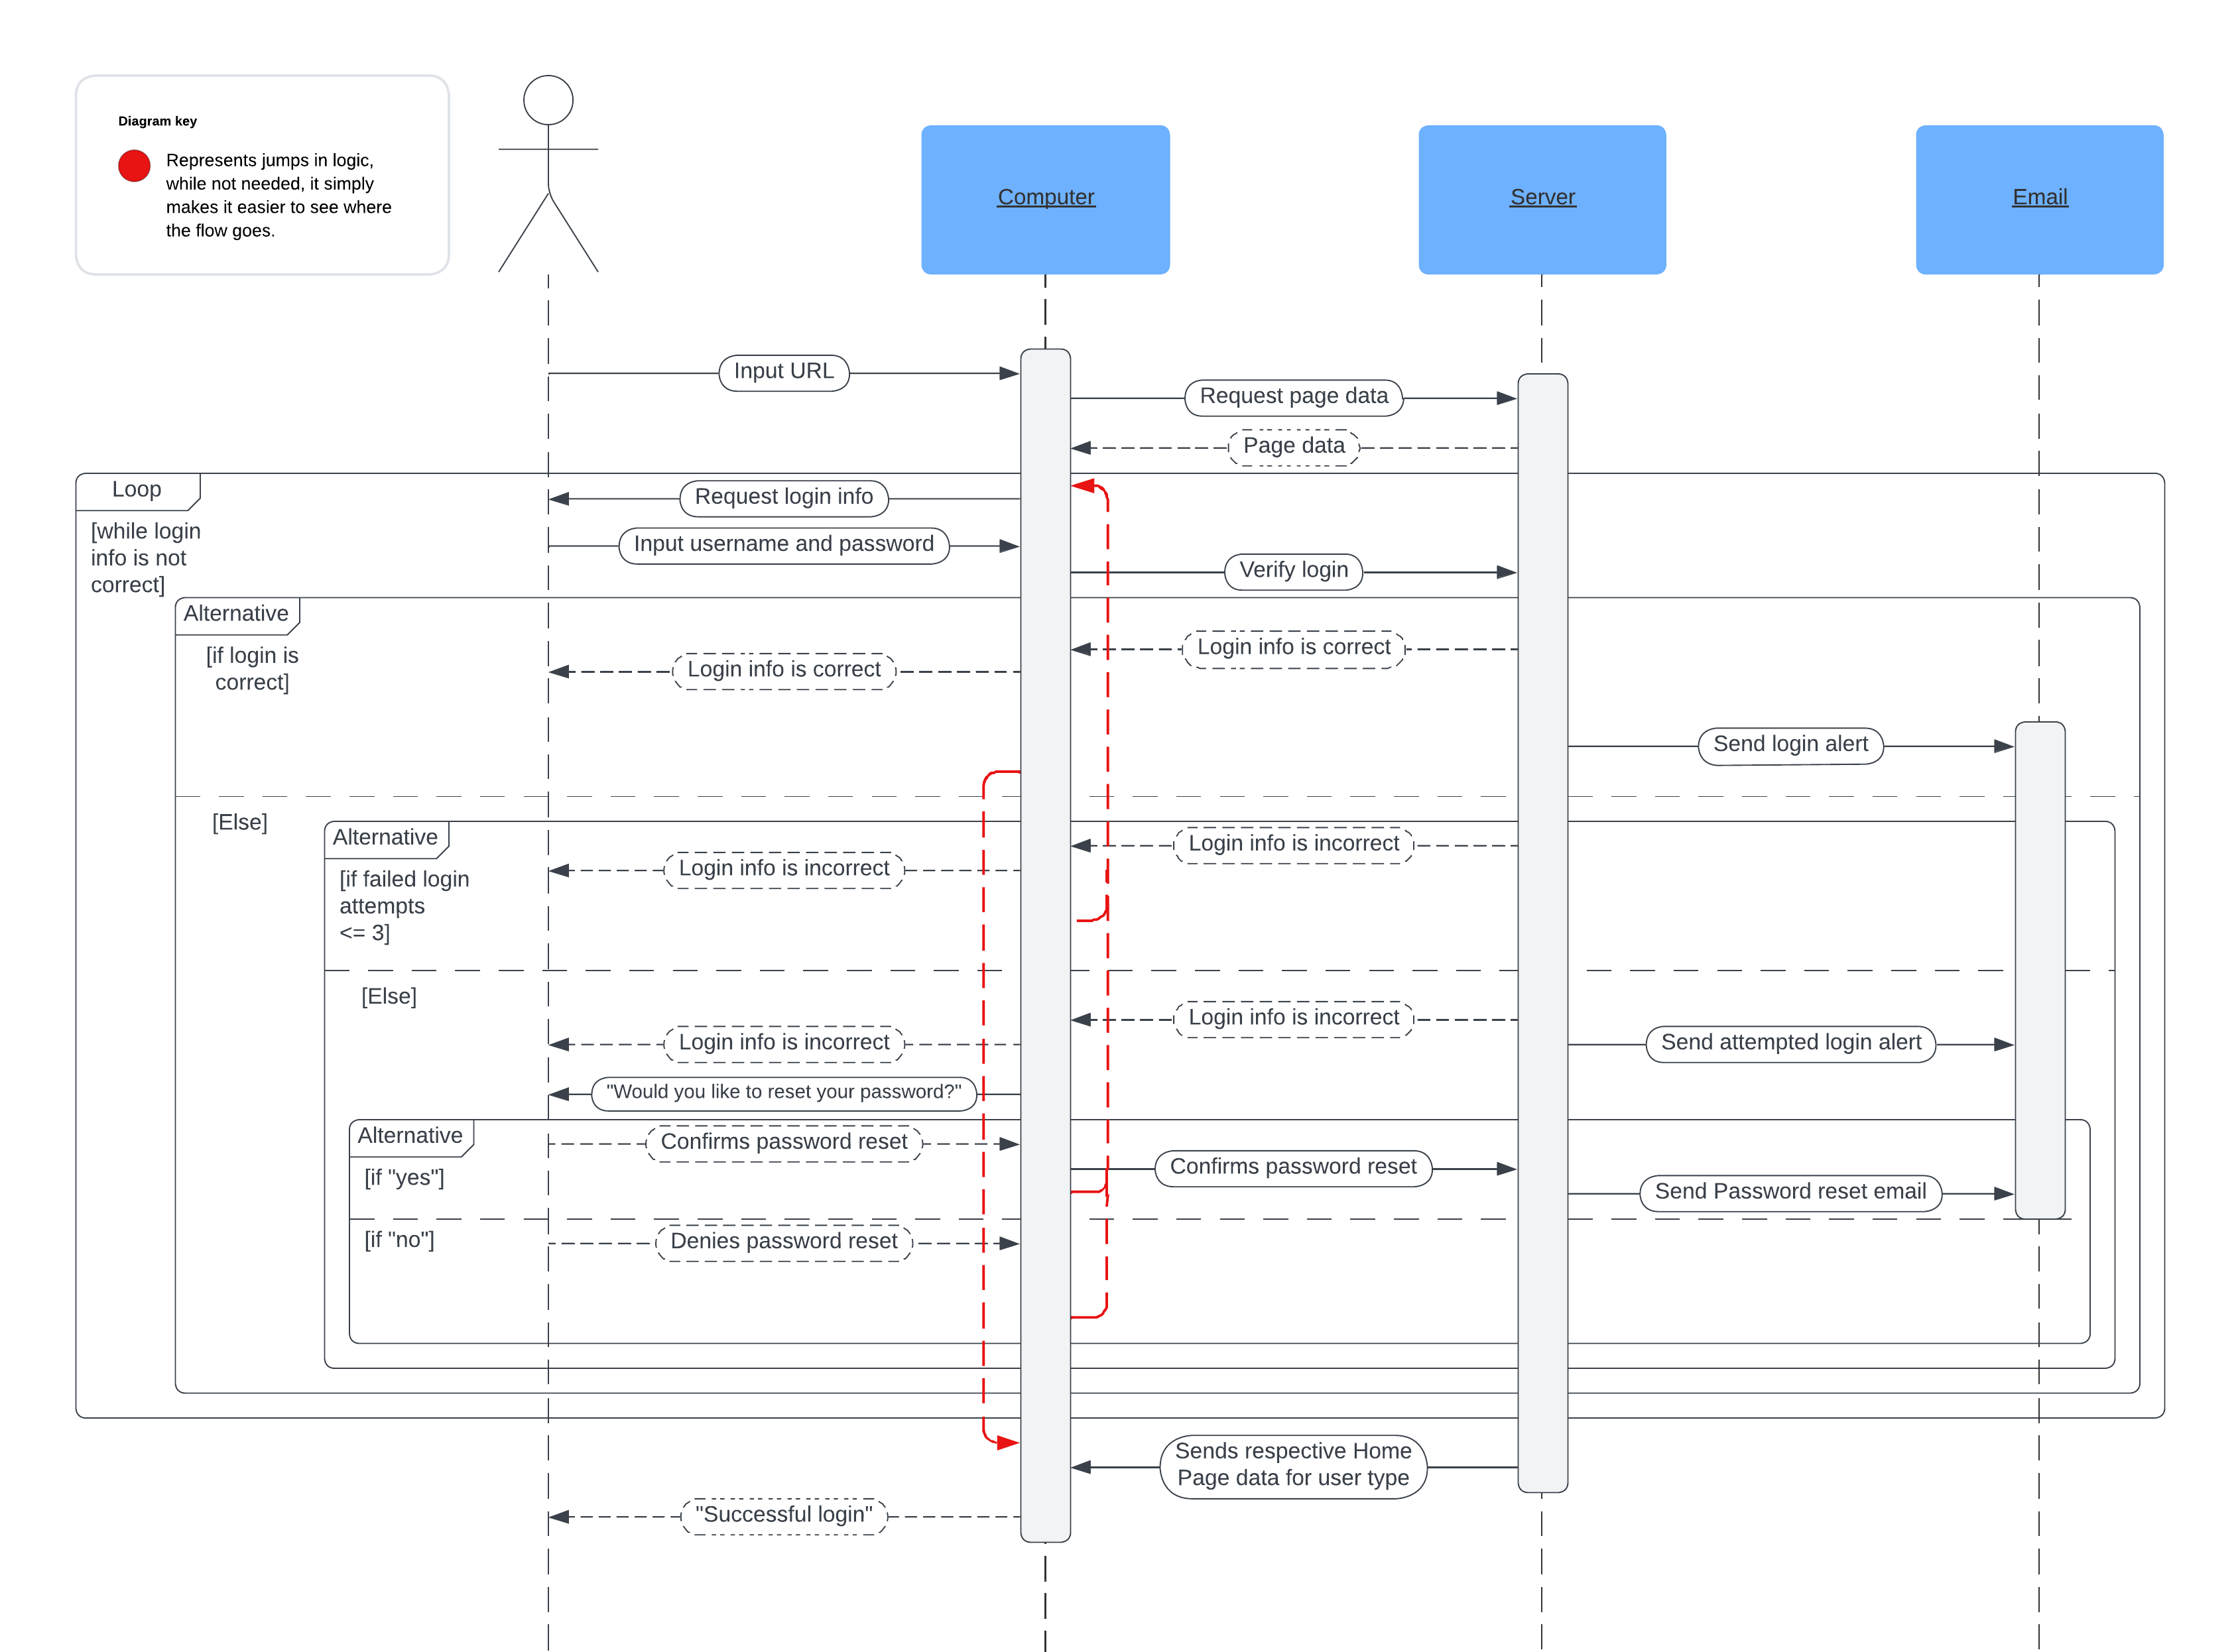 Diagram key
Represents jumps in logic,
while not needed, it simply
makes it easier to see where
the flow goes.
Computer
Server
Email
Input URL
Request page data
Page data
Loop
[while login
info is not
correct]
Request login info
Input username and password
Verify login
Alternative
[if login is
correct]
Login info is correct
Login info is correct
Send login alert
[Else]
Alternative
[if failed login
attempts
<= 3]
Login info is incorrect
Login info is incorrect
[Else]
Login info is incorrect
Login info is incorrect
Send attempted login alert
"Would you like to reset your password?"
Alternative
[if "yes"]
Confirms password reset
Confirms password reset
Send Password reset email
[if "no"]
Denies password reset
Sends respective Home
Page data for user type
"Successful login"